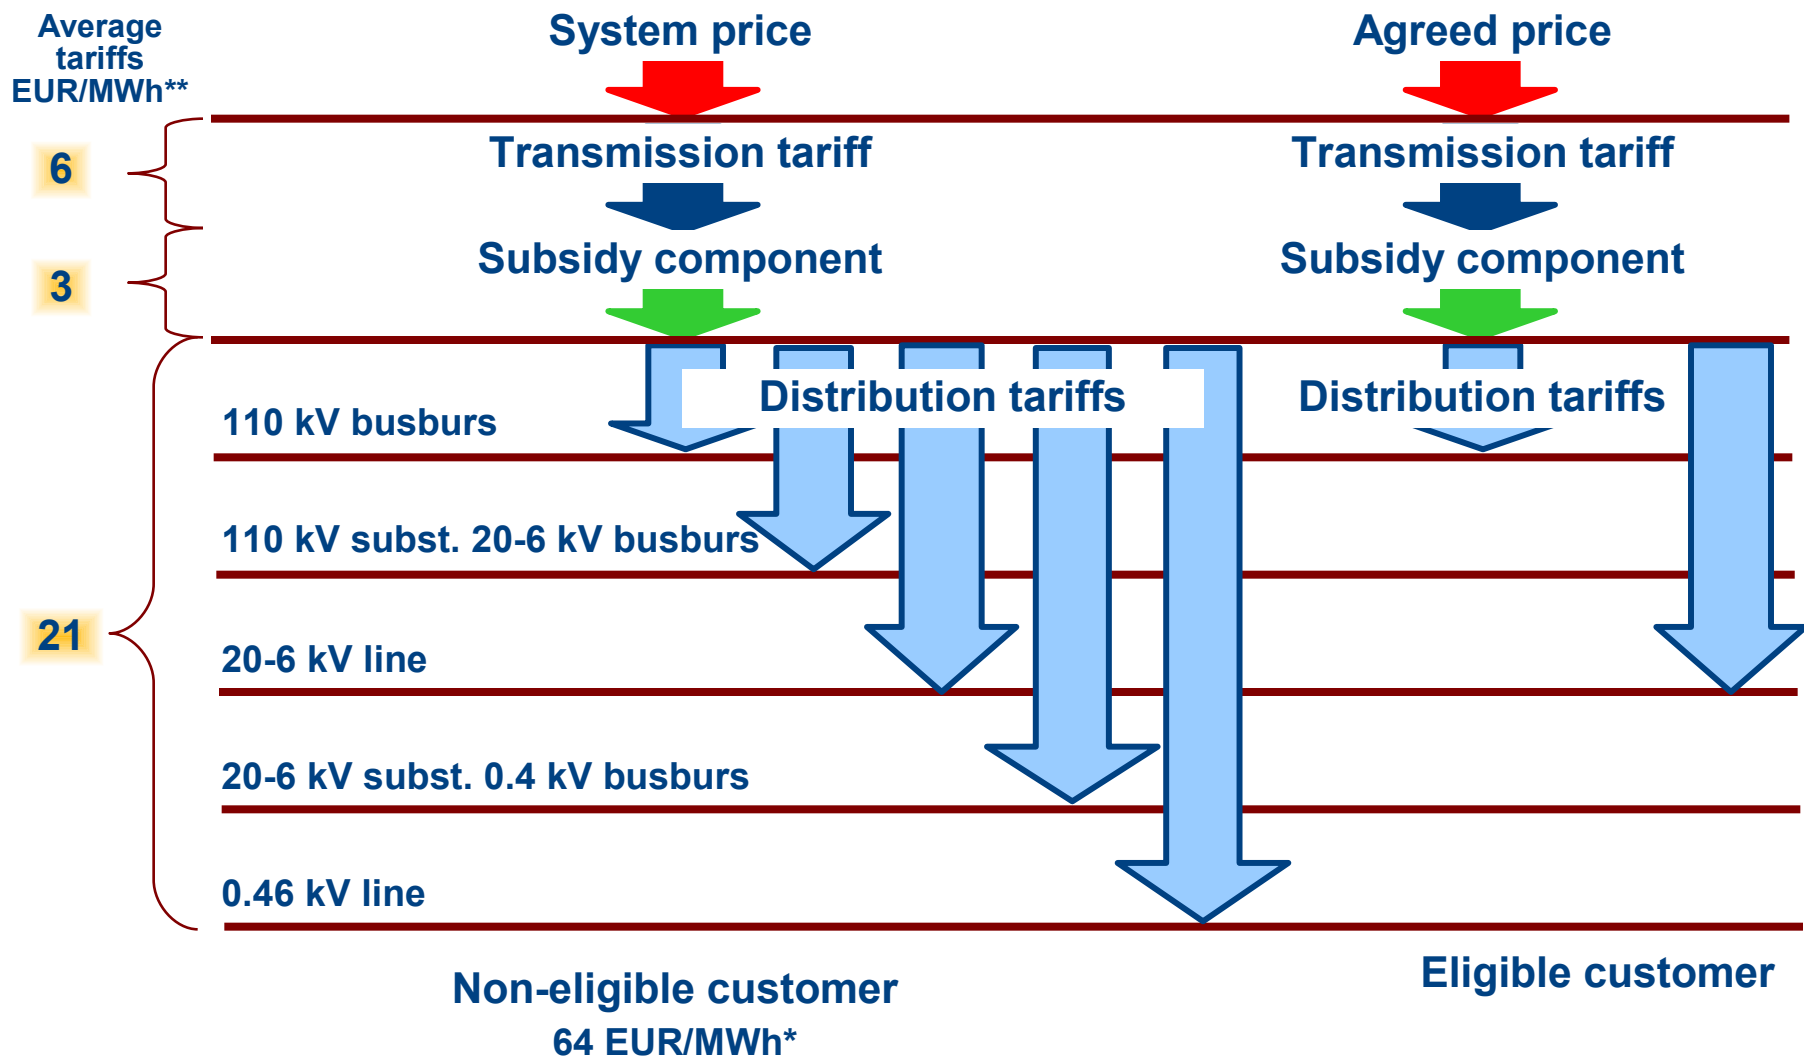 Average
tariffs
EUR/MWh**
System price
Agreed price
6
Transmission tariff
Transmission tariff
3
Subsidy component
Subsidy component
Distribution tariffs
Distribution tariffs
110 kV busburs
110 kV subst. 20-6 kV busburs
21
20-6 kV line
20-6 kV subst. 0.4 kV busburs
0.46 kV line
Non-eligible customer
64 EUR/MWh*
Eligible customer